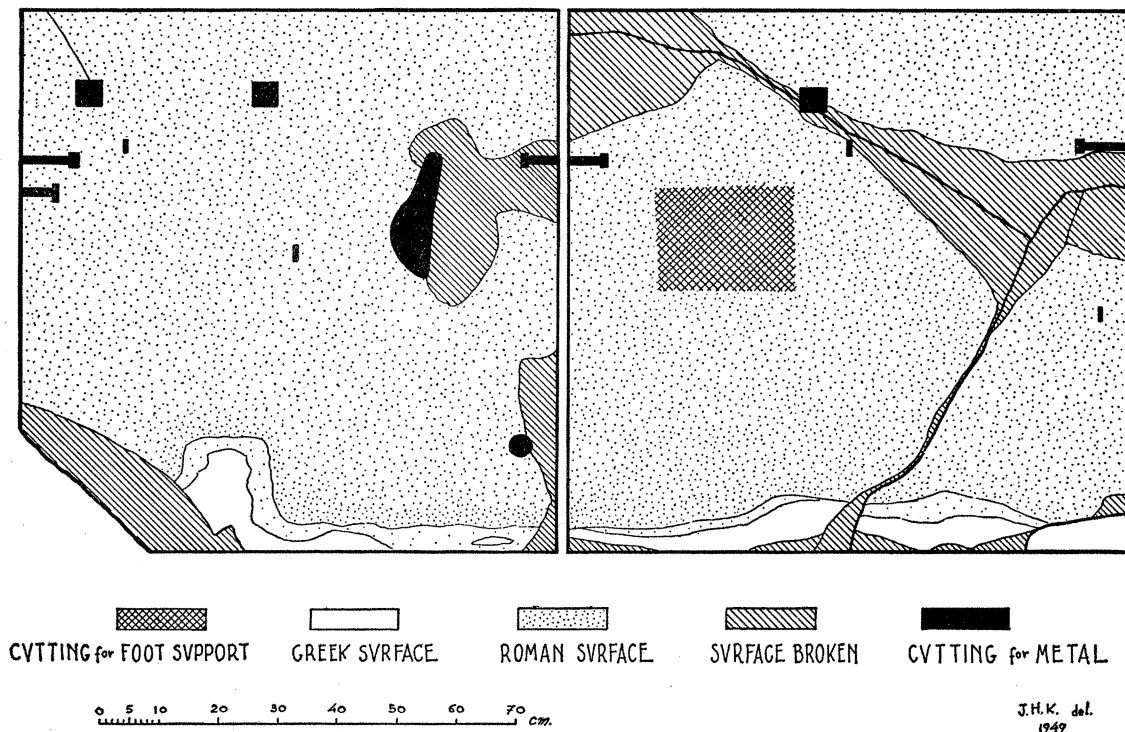 CVTTING for FOOT SVPPORT GREEK SVRFACE ROMAN SVRFACE SVRFACE BROKEN CVTTING for METAL
0 5 10 20 30 40 50 60 70 cm.
J.H.K. del.
1949